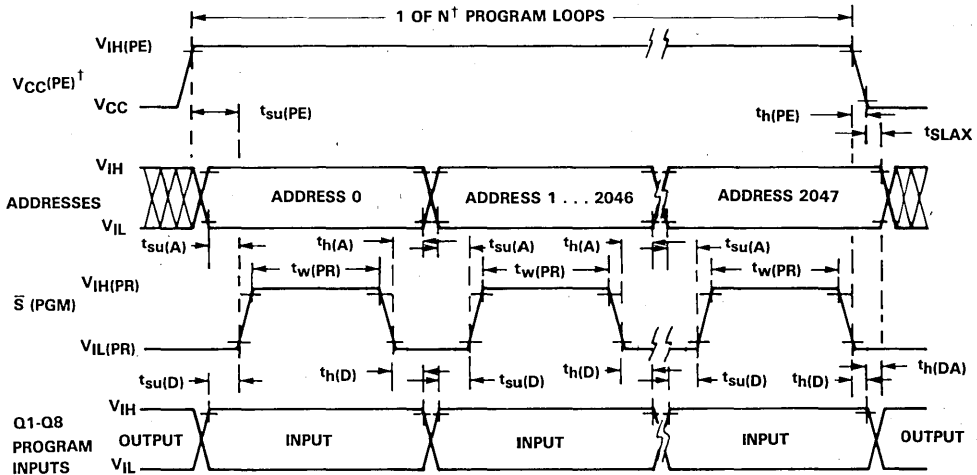 1 OF N† PROGRAM LOOPS
VIH(PE)
VCC(PE)†
VCC
tsu(PE)
th(PE)
tSLAX
VIH
ADDRESSES
ADDRESS 0
ADDRESS 1 . . . 2046
ADDRESS 2047
VIL
tsu(A)
th(A)
tsu(A)
th(A)
tsu(A)
VIH(PR)
tw(PR)
tw(PR)
tw(PR)
S̅ (PGM)
VIL(PR)
tsu(D)
th(D)
tsu(D)
th(D)
tsu(D)
th(D)
th(DA)
VIH
Q1-Q8
PROGRAM
INPUTS
OUTPUT
INPUT
INPUT
INPUT
OUTPUT
VIL